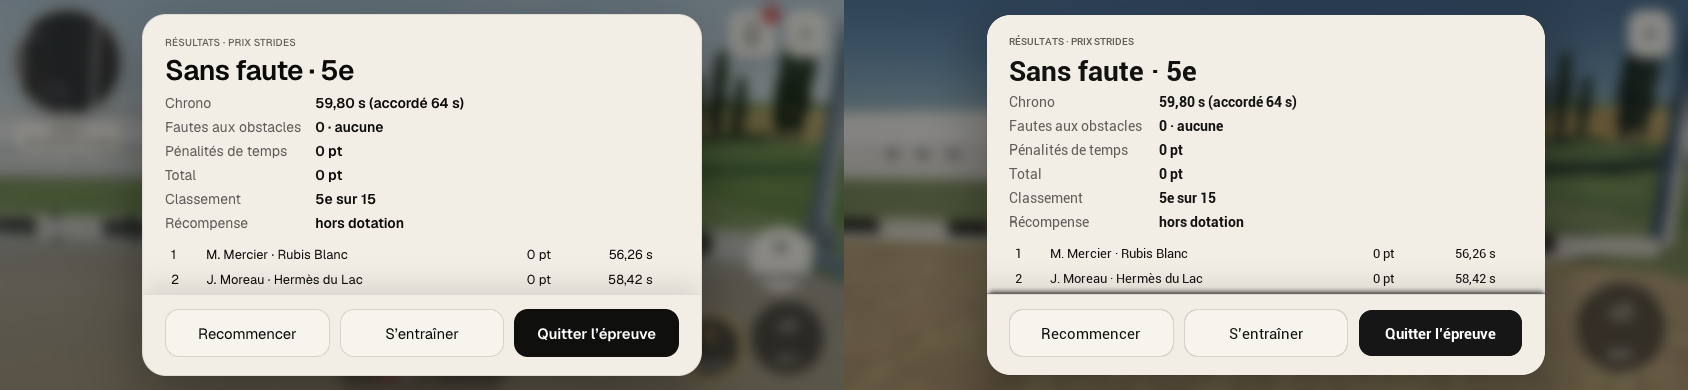 RÉSULTATS · PRIX STRIDES
Sans faute · 5e
Chrono 59,80 s (accordé 64 s)
Fautes aux obstacles 0 · aucune
Pénalités de temps 0 pt
Total 0 pt
Classement 5e sur 15
Récompense hors dotation
1 M. Mercier · Rubis Blanc 0 pt 56,26 s
2 J. Moreau · Hermès du Lac 0 pt 58,42 s
Recommencer S’entraîner Quitter l’épreuve
RÉSULTATS · PRIX STRIDES
Sans faute · 5e
Chrono 59,80 s (accordé 64 s)
Fautes aux obstacles 0 · aucune
Pénalités de temps 0 pt
Total 0 pt
Classement 5e sur 15
Récompense hors dotation
1 M. Mercier · Rubis Blanc 0 pt 56,26 s
2 J. Moreau · Hermès du Lac 0 pt 58,42 s
Recommencer S’entraîner Quitter l’épreuve